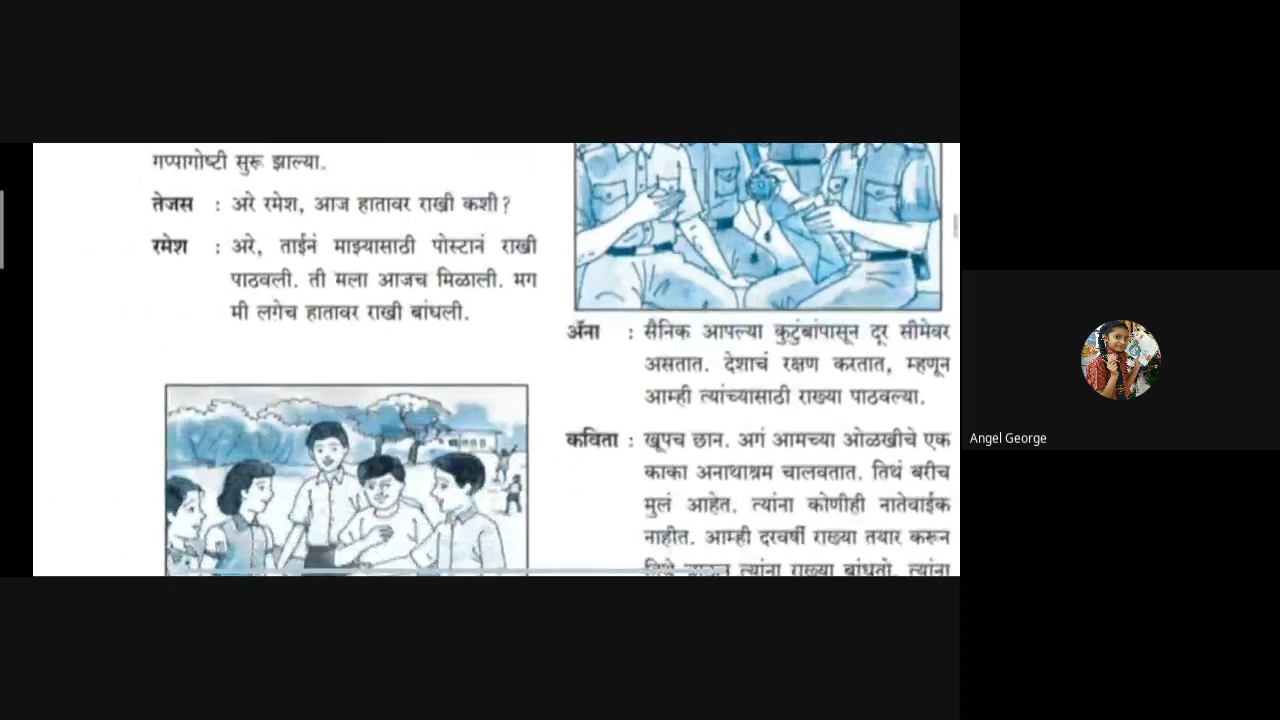 गप्पागोष्टी सुरू झाल्या.
तेजस : अरे रमेश, आज हातावर राखी कशी?
रमेश : अरे, ताईनं माझ्यासाठी पोस्टानं राखी
पाठवली. ती मला आजच मिळाली. मग
मी लगेच हातावर राखी बांधली.
ॲना : सैनिक आपल्या कुटुंबांपासून दूर सीमेवर
असतात. देशाचं रक्षण करतात, म्हणून
आम्ही त्यांच्यासाठी राख्या पाठवल्या.
कविता : खूपच छान. अगं आमच्या ओळखीचे एक
काका अनाथाश्रम चालवतात. तिथं बरीच
मुलं आहेत. त्यांना कोणीही नातेवाईक
नाहीत. आम्ही दरवर्षी राख्या तयार करून
त्यांना राख्या बांधतो. त्यांना
Angel George